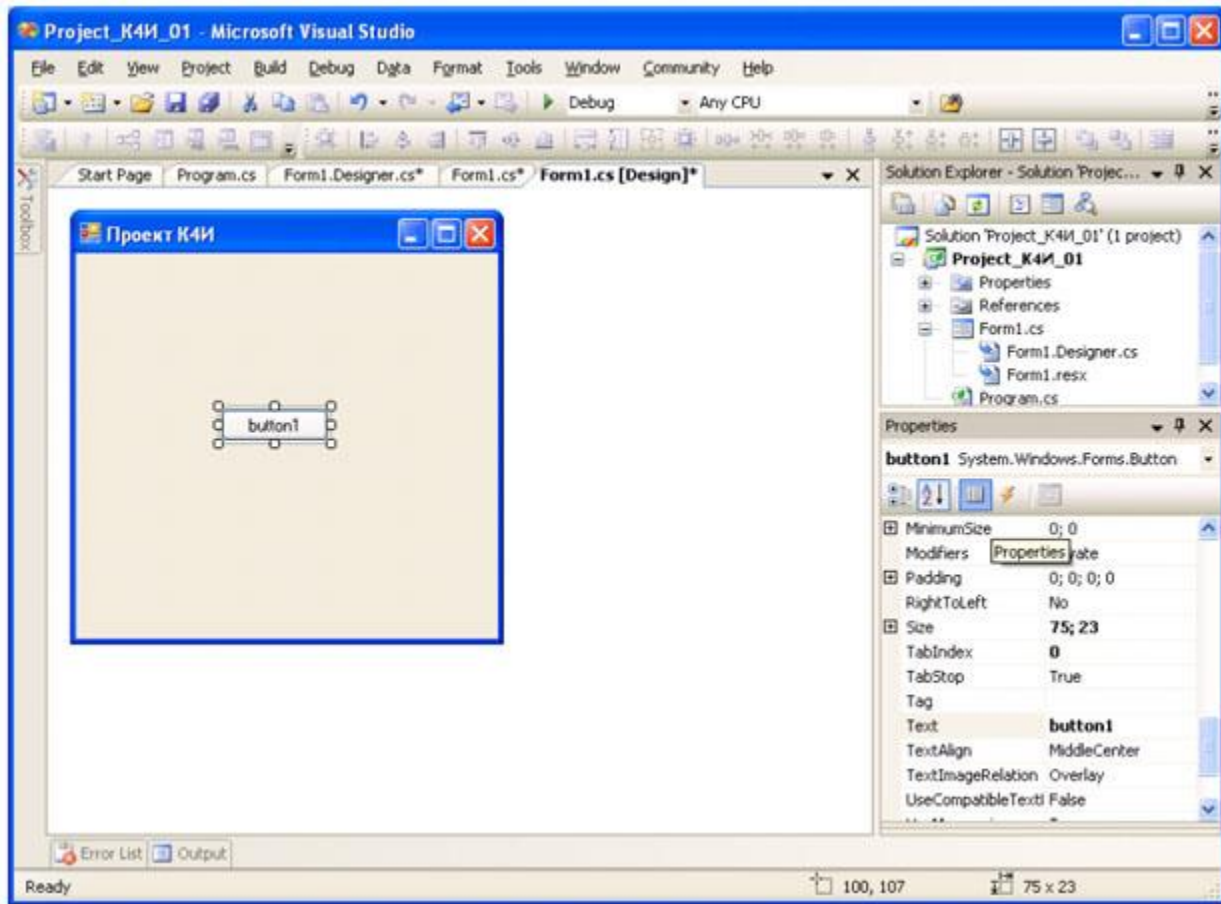 Project_К4И_01 - Microsoft Visual Studio
File Edit View Project Build Debug Data Format Tools Window Community Help
Debug Any CPU
Toolbox
Start Page Program.cs Form1.Designer.cs* Form1.cs* Form1.cs [Design]*
Проект К4И
button1
Solution Explorer - Solution 'Projec...
Solution 'Project_К4И_01' (1 project)
Project_К4И_01
Properties
References
Form1.cs
Form1.Designer.cs
Form1.resx
Program.cs
Properties
button1 System.Windows.Forms.Button
MinimumSize 0; 0
Modifiers
Properties
Padding 0; 0; 0; 0
RightToLeft No
Size 75; 23
TabIndex 0
TabStop True
Tag
Text button1
TextAlign MiddleCenter
TextImageRelation Overlay
UseCompatibleText False
Error List Output
Ready 100, 107 75 x 23